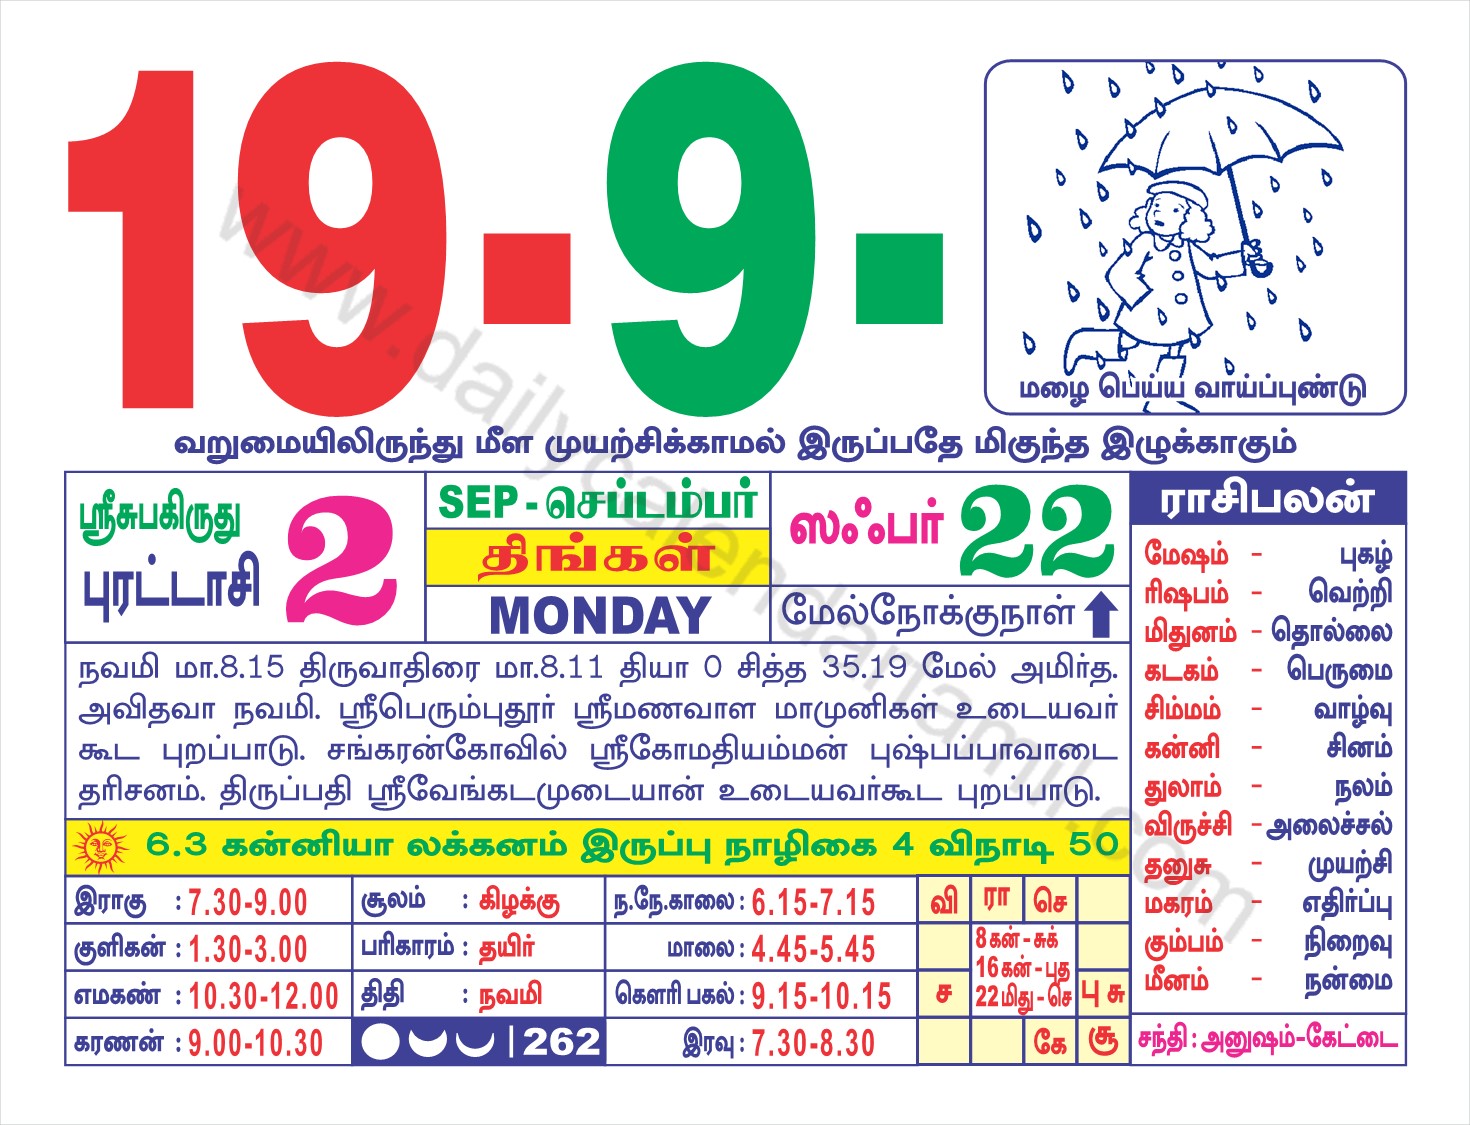 19-9-
மழை பெய்ய வாய்ப்புண்டு
வறுமையிலிருந்து மீள முயற்சிக்காமல் இருப்பதே மிகுந்த இழுக்காகும்
ஸ்ரீசுபகிருது
புரட்டாசி 2
SEP - செப்டம்பர்
திங்கள்
MONDAY
ஸஃபர் 22
மேல்நோக்குநாள்
நவமி மா.8.15 திருவாதிரை மா.8.11 தியா 0 சித்த 35.19 மேல் அமிர்த.
அவிதவா நவமி. ஸ்ரீபெரும்புதூர் ஸ்ரீமணவாள மாமுனிகள் உடையவர்
கூட புறப்பாடு. சங்கரன்கோவில் ஸ்ரீகோமதியம்மன் புஷ்பப்பாவாடை
தரிசனம். திருப்பதி ஸ்ரீவேங்கடமுடையான் உடையவர்கூட புறப்பாடு.
6.3 கன்னியா லக்கனம் இருப்பு நாழிகை 4 விநாடி 50
இராகு : 7.30-9.00
குளிகன் : 1.30-3.00
எமகண் : 10.30-12.00
கரணன் : 9.00-10.30
சூலம் : கிழக்கு
பரிகாரம் : தயிர்
திதி : நவமி
262
ந.நே.காலை : 6.15-7.15
மாலை : 4.45-5.45
கௌரி பகல் : 9.15-10.15
இரவு : 7.30-8.30
வி ரா செ
8 கன் - சுக்
16 கன் - புத
22 மிது - செ
ச
பு சு
கே சூ
ராசிபலன்
மேஷம் - புகழ்
ரிஷபம் - வெற்றி
மிதுனம் - தொல்லை
கடகம் - பெருமை
சிம்மம் - வாழ்வு
கன்னி - சினம்
துலாம் - நலம்
விருச்சி - அலைச்சல்
தனுசு - முயற்சி
மகரம் - எதிர்ப்பு
கும்பம் - நிறைவு
மீனம் - நன்மை
சந்தி : அனுஷம்-கேட்டை
www.dailycalendartamil.com